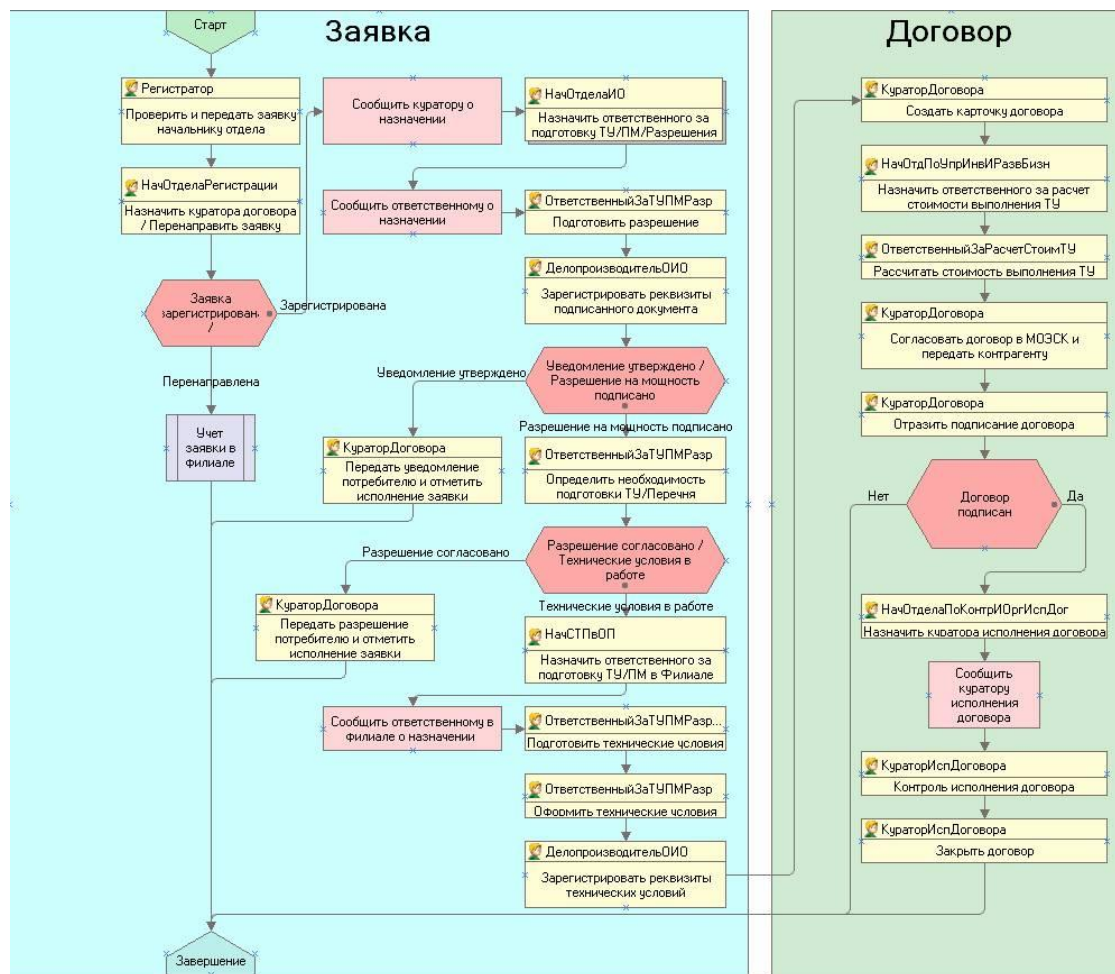 Заявка
Договор
Старт
Регистратор
Проверить и передать заявку
начальнику отдела
НачОтделаРегистрации
Назначить куратора договора
/ Перенаправить заявку
Заявка
зарегистрирована
/
Зарегистрирована
Перенаправлена
Учет
заявки в
филиале
Сообщить куратору о
назначении
НачОтделаИО
Назначить ответственного за
подготовку ТУ/ПМ/Разрешения
Сообщить ответственному о
назначении
ОтветственныйЗаТУПМРазр
Подготовить разрешение
ДелопроизводительОИО
Зарегистрировать реквизиты
подписанного документа
Уведомление утверждено /
Разрешение на мощность
подписано
Уведомление утверждено
Разрешение на мощность подписано
КураторДоговора
Передать уведомление
потребителю и отметить
исполнение заявки
ОтветственныйЗаТУПМРазр
Определить необходимость
подготовки ТУ/Перечня
Разрешение согласовано /
Технические условия в
работе
Разрешение согласовано
Технические условия в работе
КураторДоговора
Передать разрешение
потребителю и отметить
исполнение заявки
НачСТПвОП
Назначить ответственного за
подготовку ТУ/ПМ в Филиале
Сообщить ответственному в
филиале о назначении
ОтветственныйЗаТУПМРазр...
Подготовить технические условия
ОтветственныйЗаТУПМРазр
Оформить технические условия
ДелопроизводительОИО
Зарегистрировать реквизиты
технических условий
Завершение
КураторДоговора
Создать карточку договора
НачОтдПоУпрИнвИРазвБизн
Назначить ответственного за расчет
стоимости выполнения ТУ
ОтветственныйЗаРасчетСтоимТУ
Рассчитать стоимость выполнения ТУ
КураторДоговора
Согласовать договор в МОЭСК и
передать контрагенту
КураторДоговора
Отразить подписание договора
Нет
Договор
подписан
Да
НачОтделаПоКонтрИОргИспДог
Назначить куратора исполнения договора
Сообщить
куратору
исполнения
договора
КураторИспДоговора
Контроль исполнения договора
КураторИспДоговора
Закрыть договор